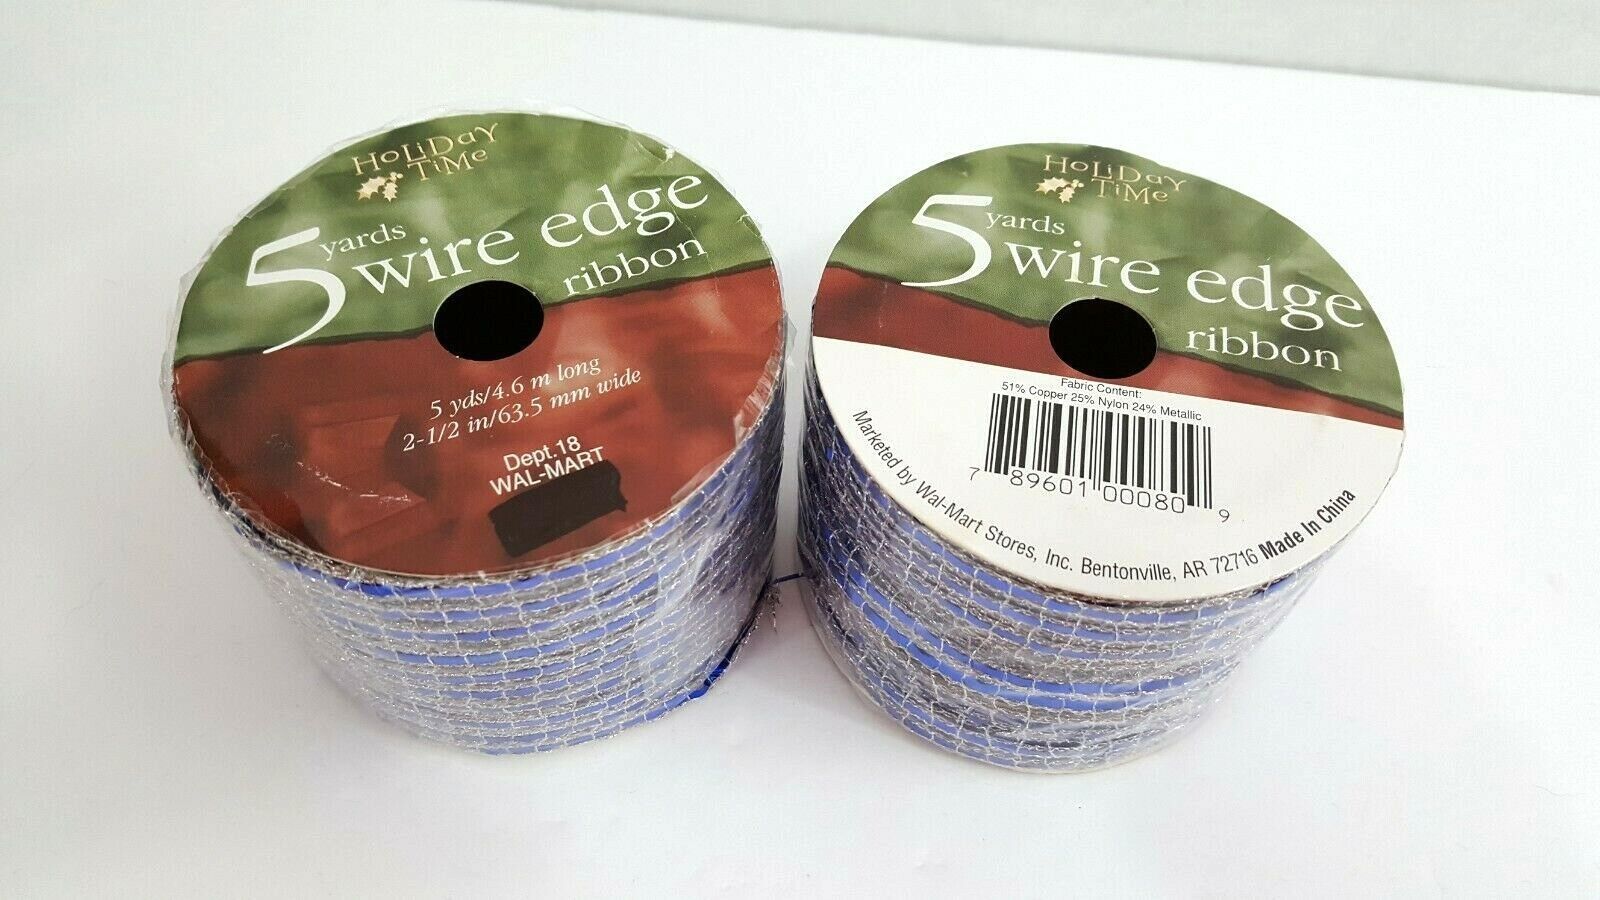 HoLiDaY
TiMe
5 yards
wire edge
ribbon
5 yds/4.6 m long
2-1/2 in/63.5 mm wide
Dept.18
WAL-MART
HoLiDaY
TiMe
5 yards
wire edge
ribbon
Fabric Content:
51% Copper 25% Nylon 24% Metallic
7 89601 00080 9
Marketed by Wal-Mart Stores, Inc. Bentonville, AR 72716 Made In China